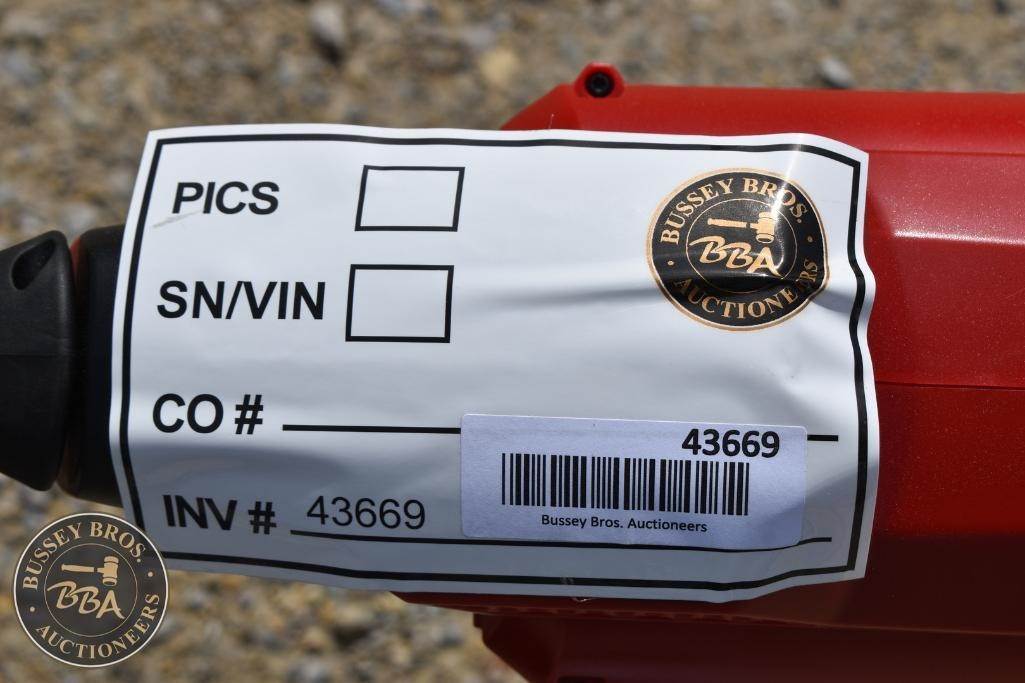 PICS
BUSSEY BROS.
BBA
AUCTIONEERS
SN/VIN
CO #
43669
INV # 43669
Bussey Bros. Auctioneers
BUSSEY BROS.
BBA
AUCTIONEERS